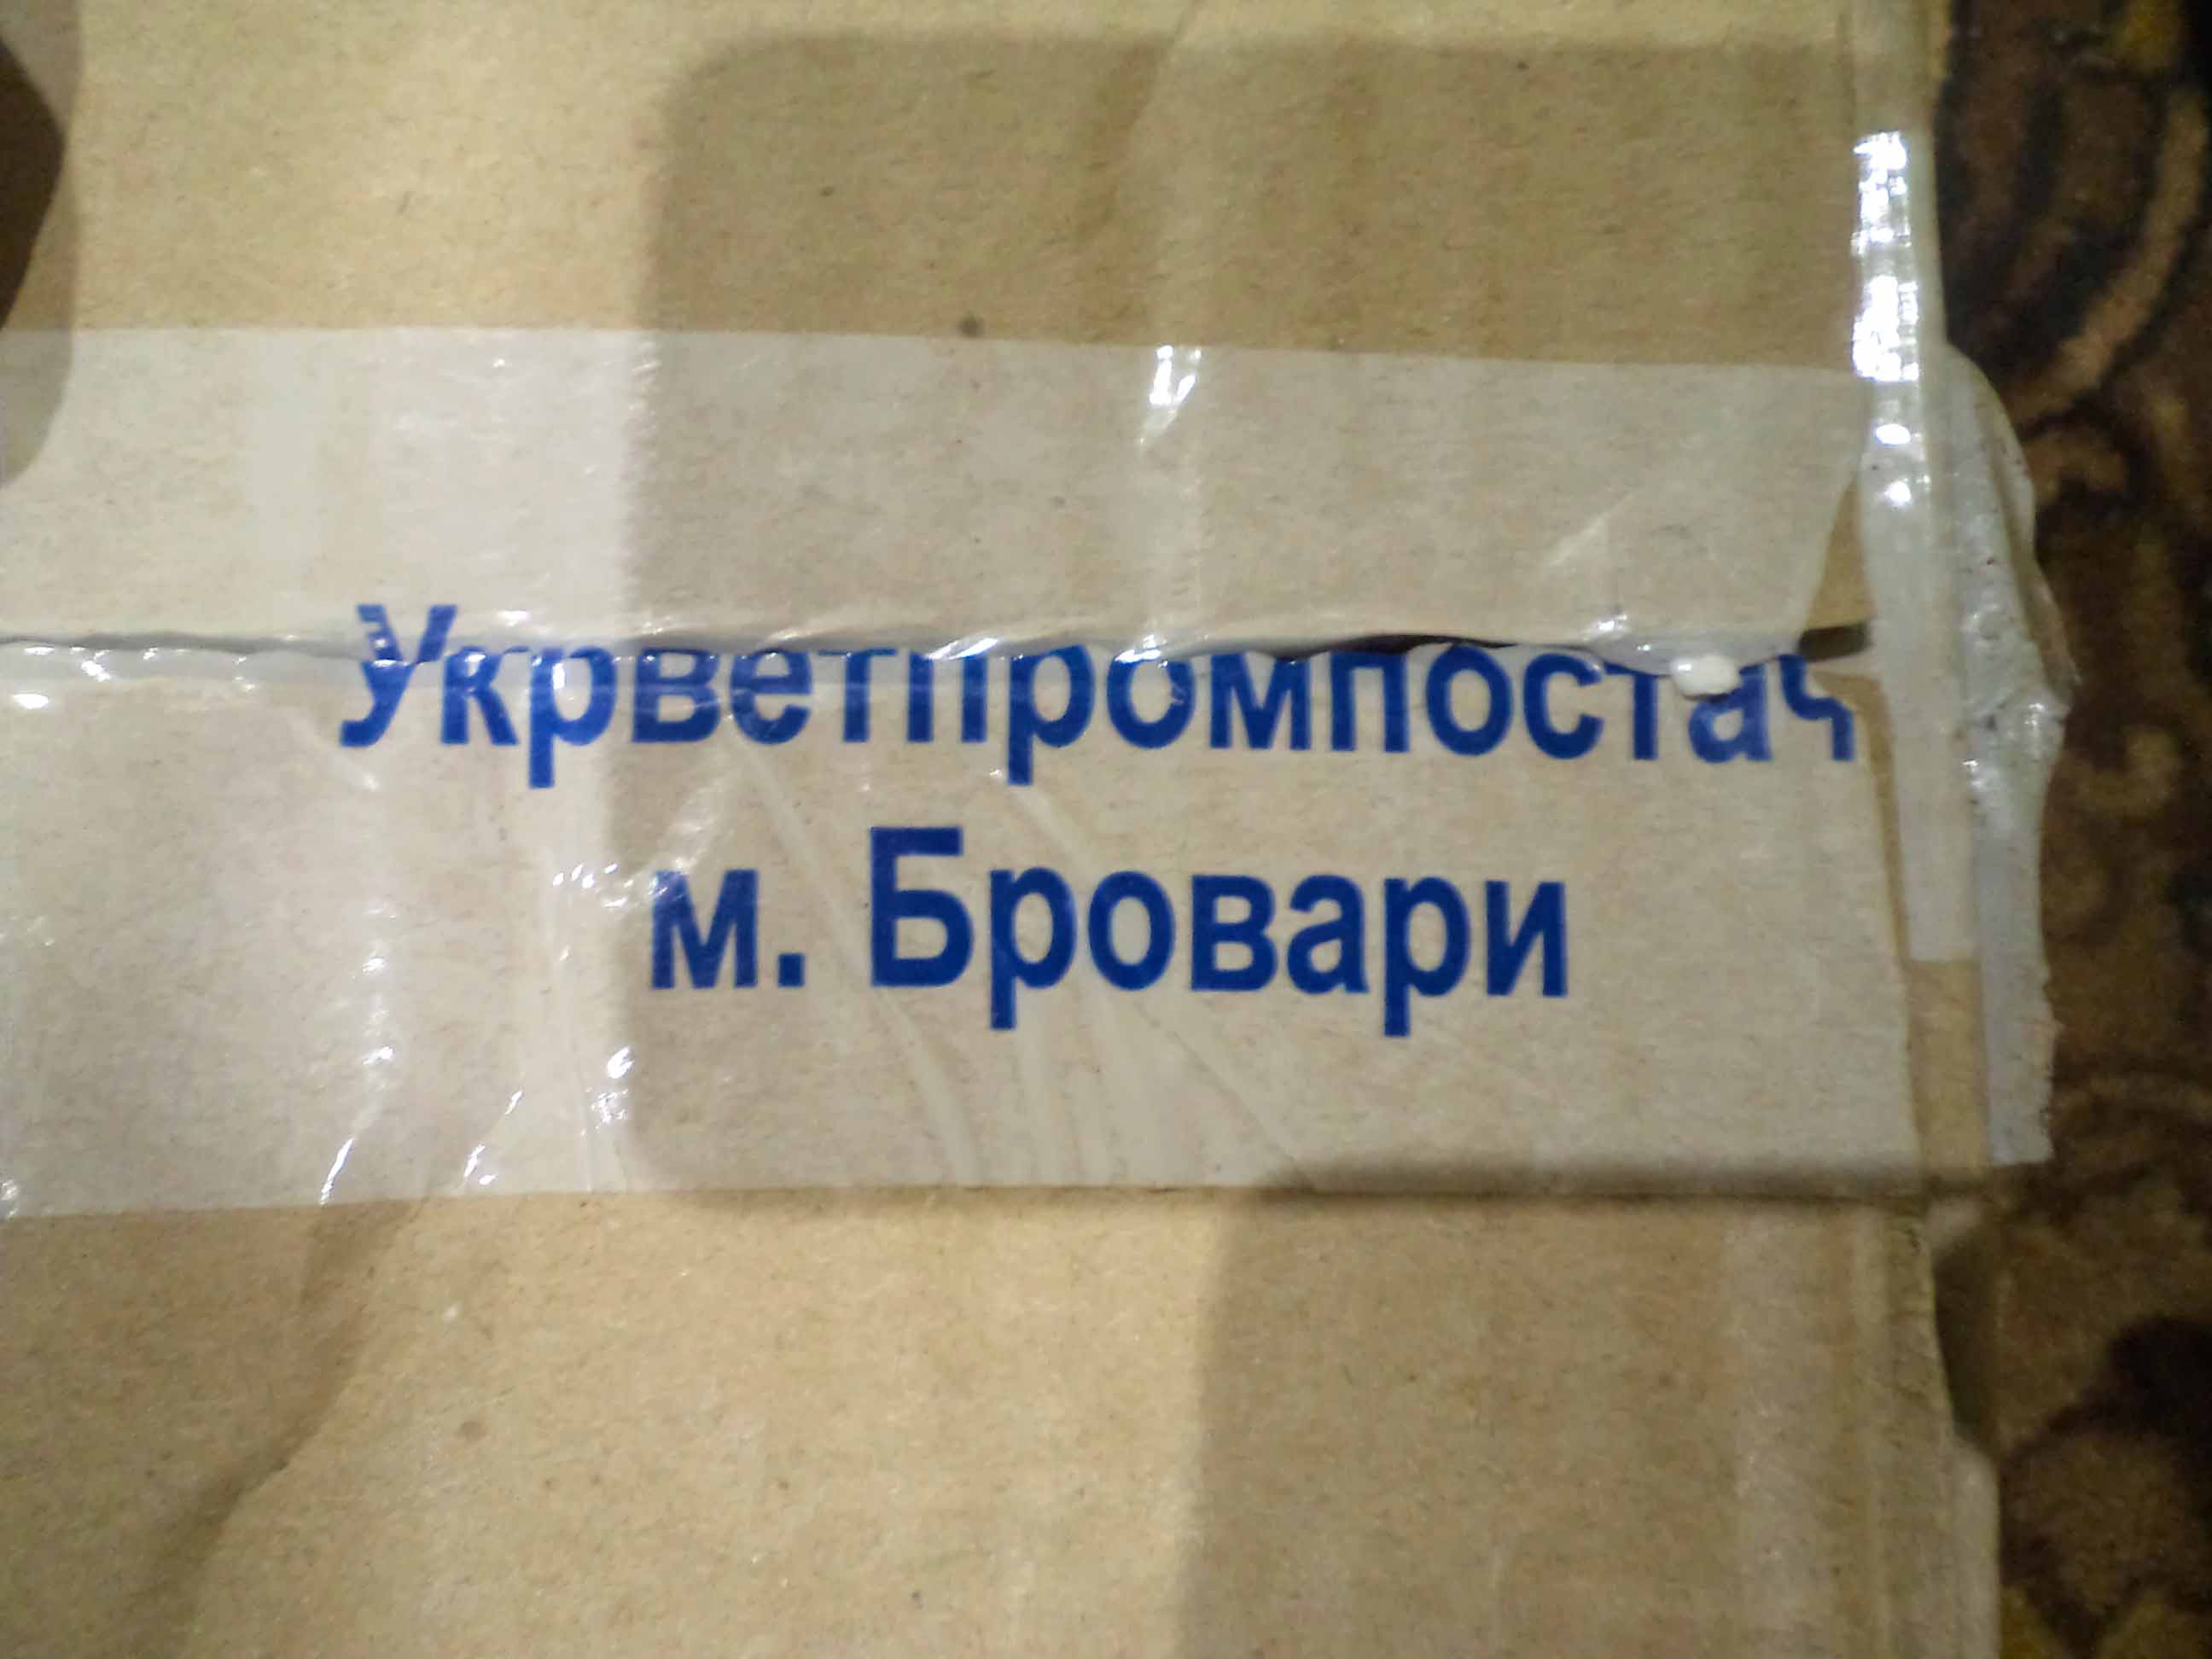 Укрветпромпостач
м. Бровари